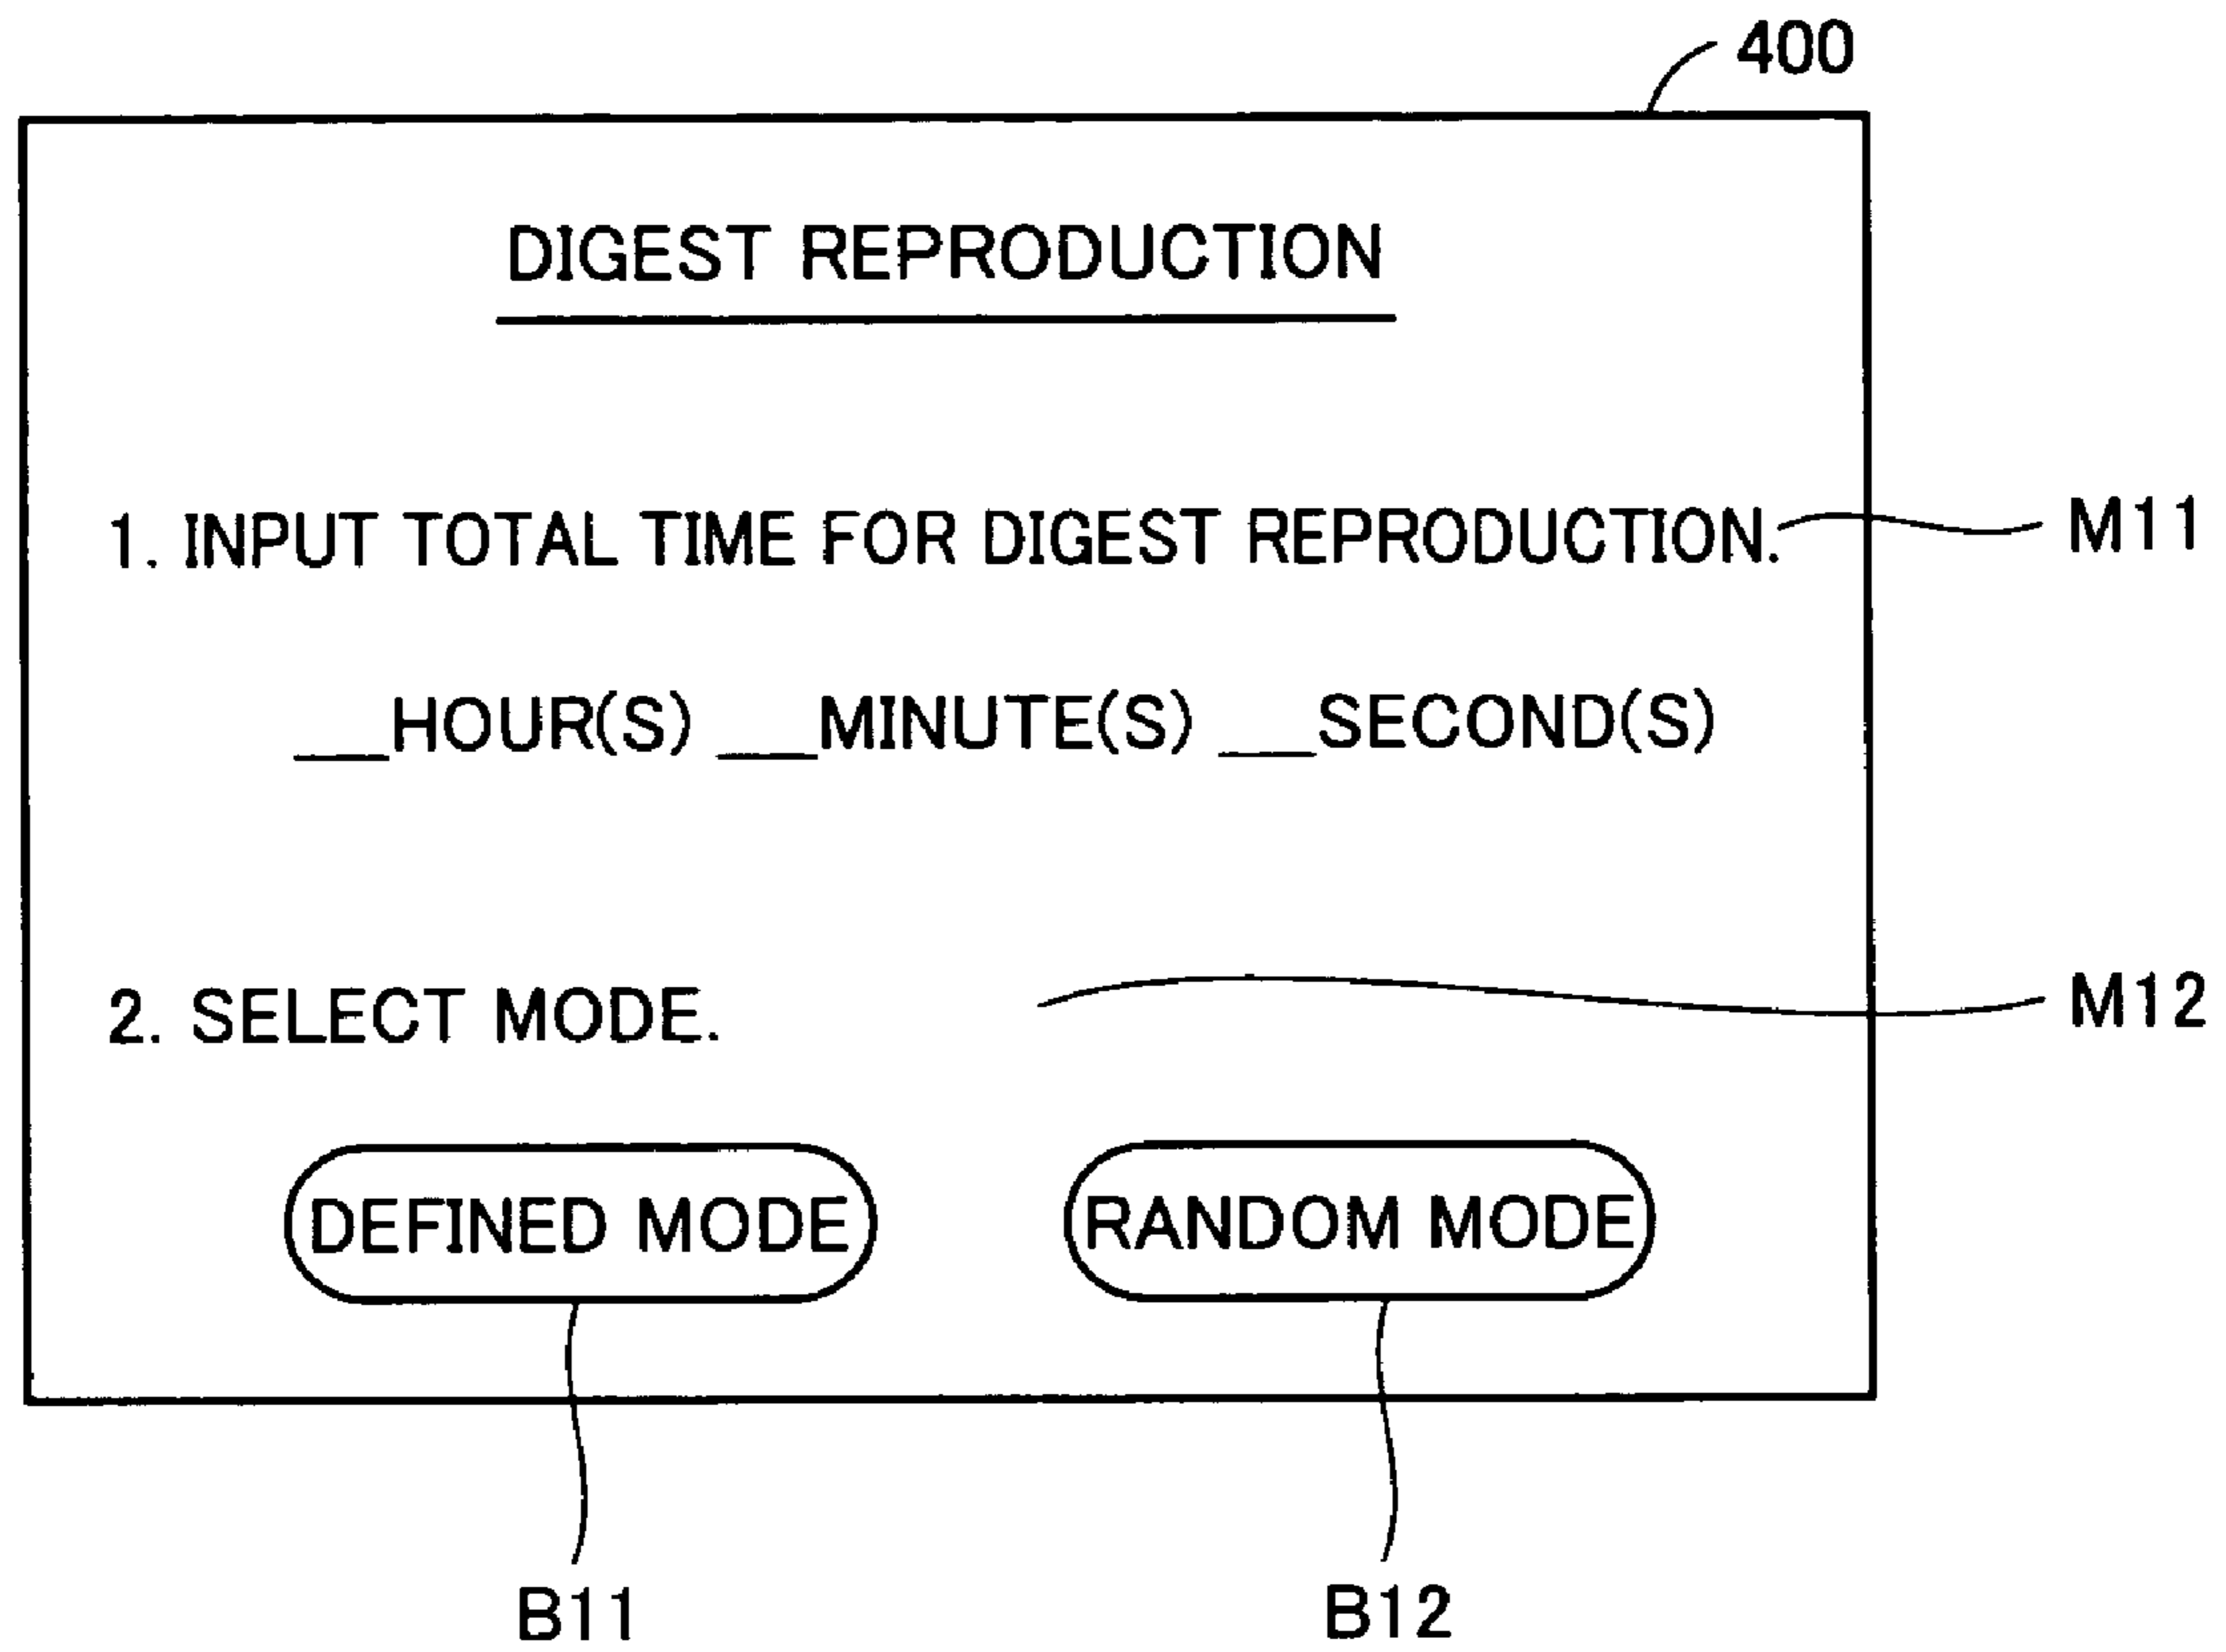 400
DIGEST REPRODUCTION
1. INPUT TOTAL TIME FOR DIGEST REPRODUCTION.
M11
__HOUR(S) __MINUTE(S) __SECOND(S)
2. SELECT MODE.
M12
DEFINED MODE
RANDOM MODE
B11
B12